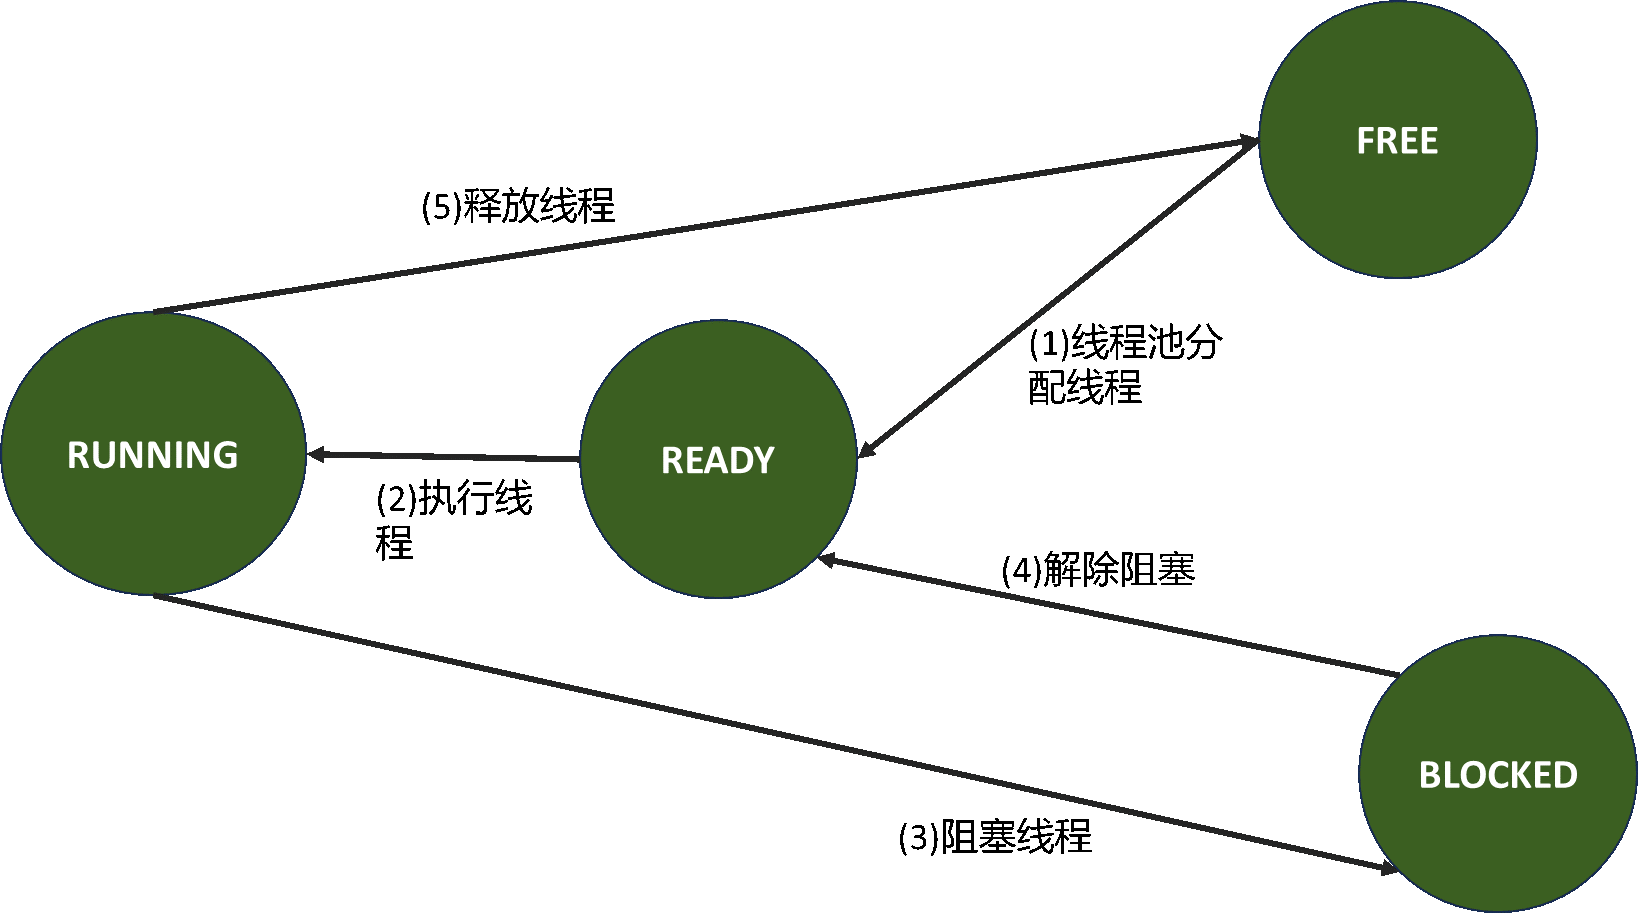 FREE
(5)释放线程
(1)线程池分
配线程
RUNNING
READY
(2)执行线
程
(4)解除阻塞
BLOCKED
(3)阻塞线程